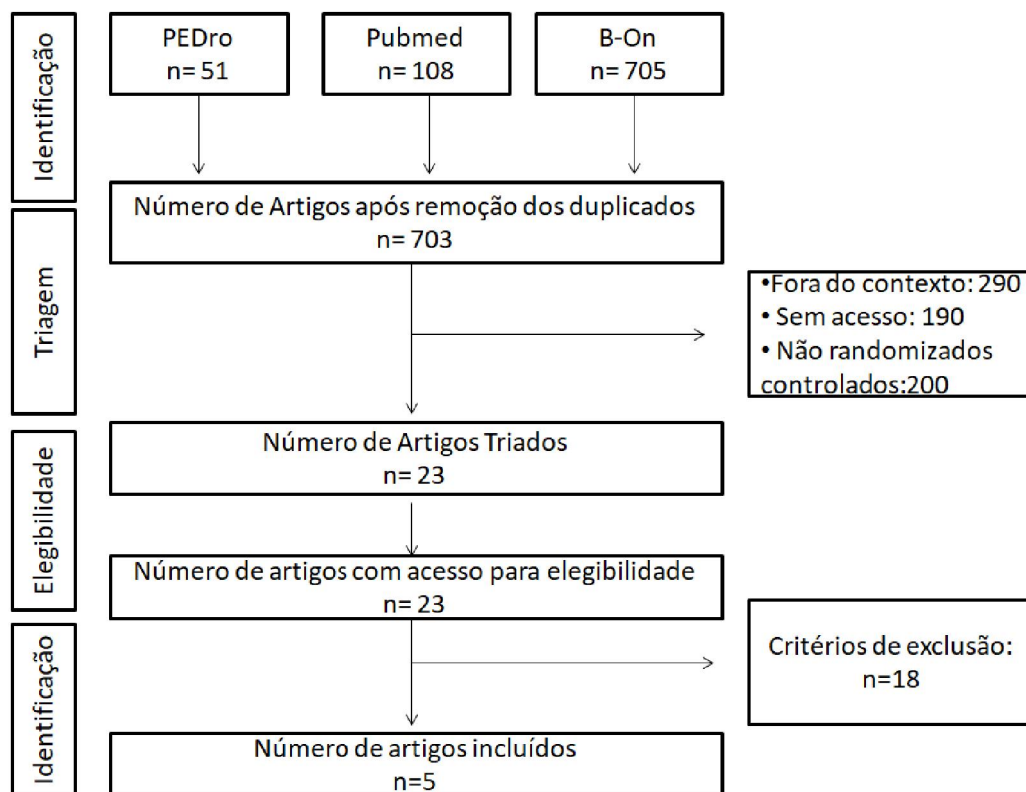 Identificação
PEDro
n= 51
Pubmed
n= 108
B-On
n= 705
Número de Artigos após remoção dos duplicados
n= 703
Triagem
•Fora do contexto: 290
• Sem acesso: 190
• Não randomizados
controlados:200
Número de Artigos Triados
n= 23
Elegibilidade
Número de artigos com acesso para elegibilidade
n= 23
Critérios de exclusão:
n=18
Identificação
Número de artigos incluídos
n=5